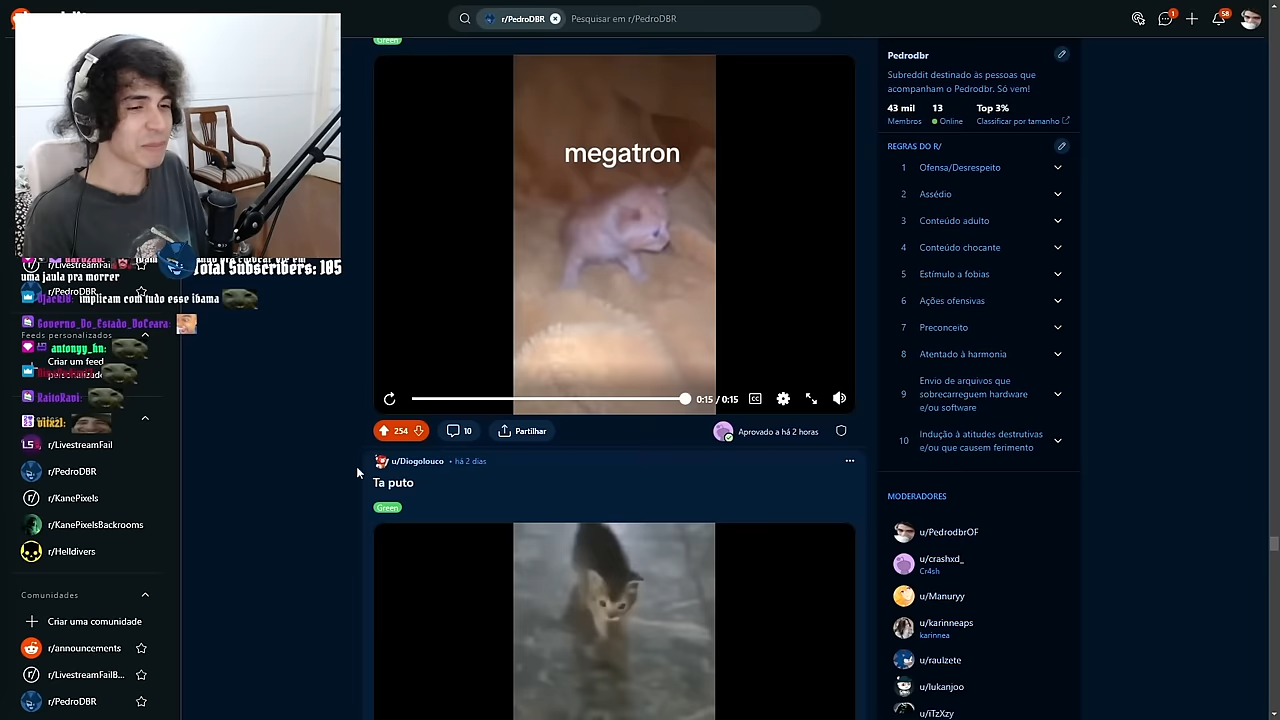 r/PedroDBR
Pesquisar em r/PedroDBR
1
58
Total Subscribers: 105
r/LivestreamFai
uma jaula pra morrer
r/PedroDBR
implicam com tudo esse ibama
Governo_Do_Estado_DoCeara:
Feeds personalizados
antonyy_hn:
Criar um feed
personalizado
RaitoRavi:
vitxz1:
r/LivestreamFail
r/PedroDBR
r/KanePixels
r/KanePixelsBackrooms
r/Helldivers
Comunidades
Criar uma comunidade
r/announcements
r/LivestreamFailB...
r/PedroDBR
Green
megatron
0:15 / 0:15
254
10
Partilhar
Aprovado a há 2 horas
u/Diogolouco • há 2 dias
Ta puto
Green
Pedrodbr
Subreddit destinado às pessoas que
acompanham o Pedrodbr. Só vem!
43 mil
13
Top 3%
Membros
Online
Classificar por tamanho
REGRAS DO R/
1 Ofensa/Desrespeito
2 Assédio
3 Conteúdo adulto
4 Conteúdo chocante
5 Estímulo a fobias
6 Ações ofensivas
7 Preconceito
8 Atentado à harmonia
9 Envio de arquivos que
sobrecarreguem hardware
e/ou software
10 Indução à atitudes destrutivas
e/ou que causem ferimento
MODERADORES
u/PedrodbrOF
u/crashxd_
Cr4sh
u/Manuryy
u/karinneaps
karinnea
u/raulzete
u/lukanjoo
u/iTzXzy